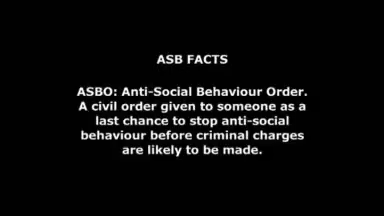 ASB FACTS
ASBO: Anti-Social Behaviour Order.
A civil order given to someone as a
last chance to stop anti-social
behaviour before criminal charges
are likely to be made.